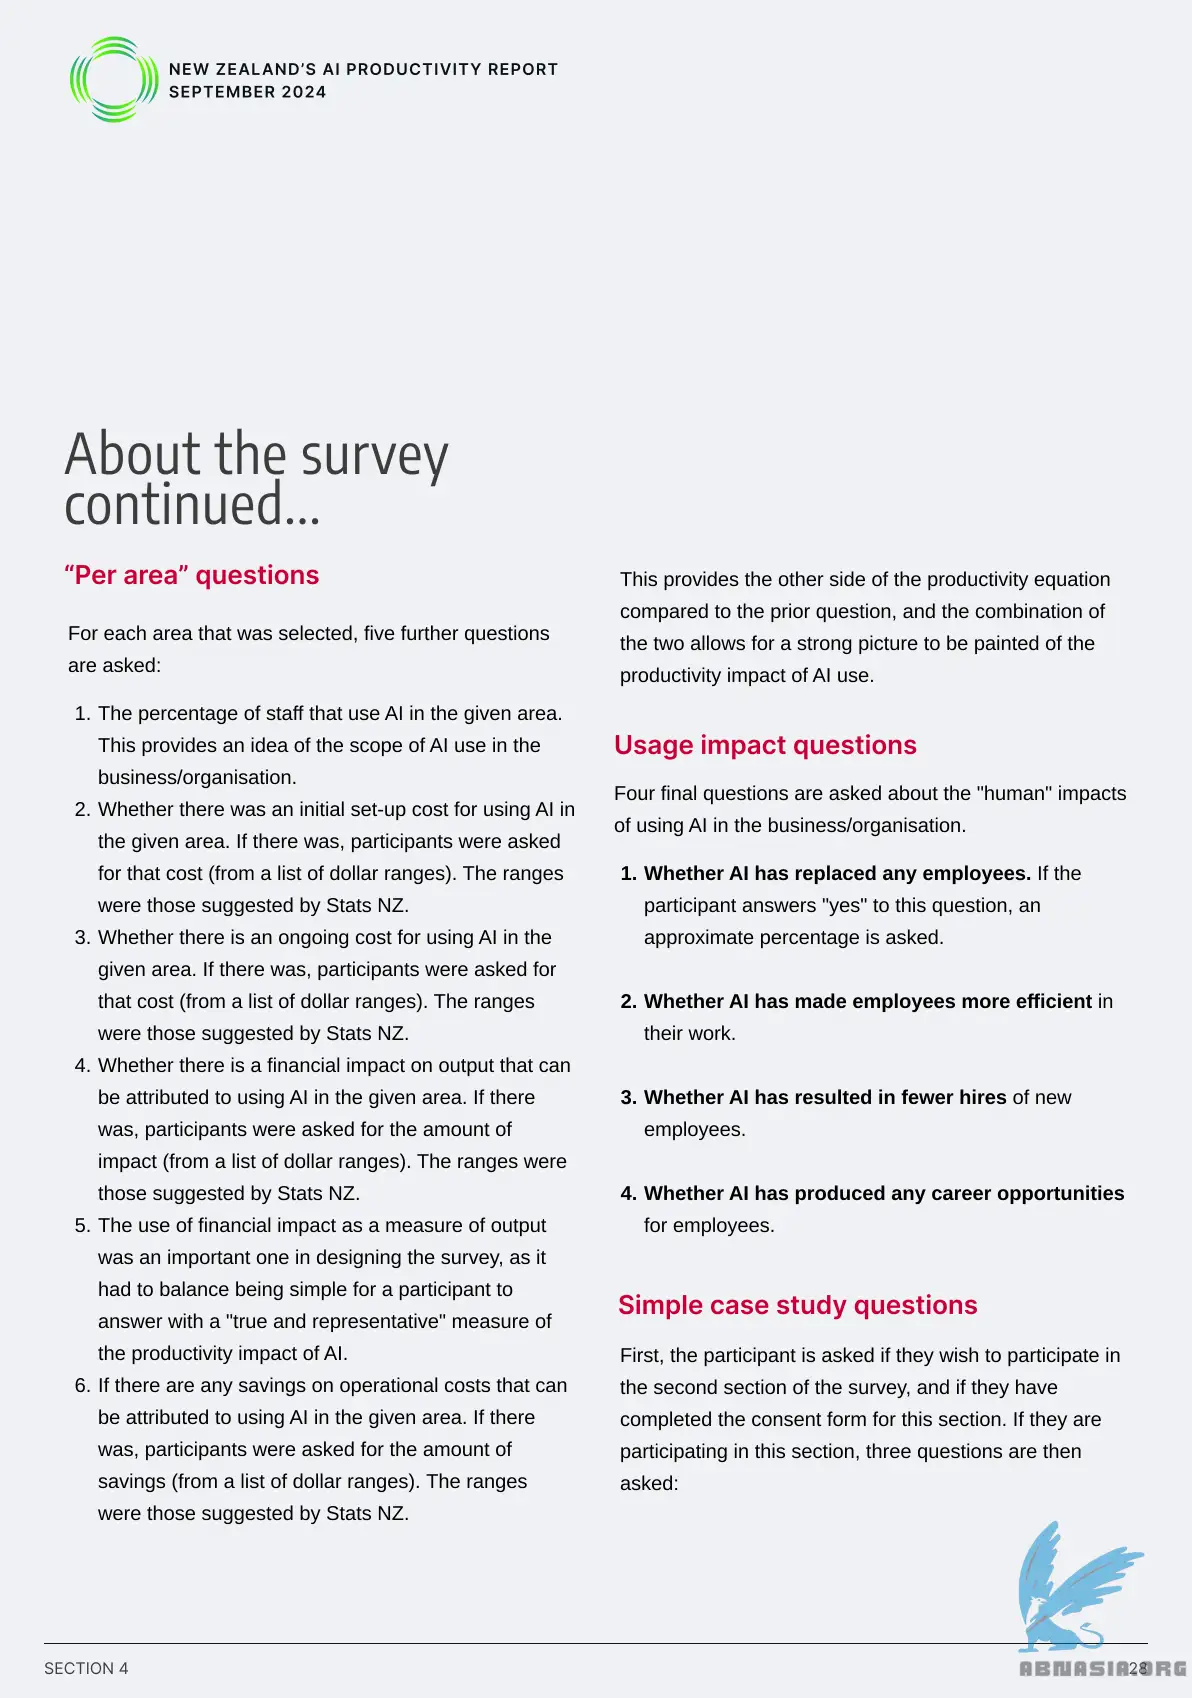 NEW ZEALAND’S AI PRODUCTIVITY REPORT
SEPTEMBER 2024
About the survey
continued...
“Per area” questions
For each area that was selected, five further questions
are asked:
1. The percentage of staff that use AI in the given area.
This provides an idea of the scope of AI use in the
business/organisation.
2. Whether there was an initial set-up cost for using AI in
the given area. If there was, participants were asked
for that cost (from a list of dollar ranges). The ranges
were those suggested by Stats NZ.
3. Whether there is an ongoing cost for using AI in the
given area. If there was, participants were asked for
that cost (from a list of dollar ranges). The ranges
were those suggested by Stats NZ.
4. Whether there is a financial impact on output that can
be attributed to using AI in the given area. If there
was, participants were asked for the amount of
impact (from a list of dollar ranges). The ranges were
those suggested by Stats NZ.
5. The use of financial impact as a measure of output
was an important one in designing the survey, as it
had to balance being simple for a participant to
answer with a "true and representative" measure of
the productivity impact of AI.
6. If there are any savings on operational costs that can
be attributed to using AI in the given area. If there
was, participants were asked for the amount of
savings (from a list of dollar ranges). The ranges
were those suggested by Stats NZ.
This provides the other side of the productivity equation
compared to the prior question, and the combination of
the two allows for a strong picture to be painted of the
productivity impact of AI use.
Usage impact questions
Four final questions are asked about the "human" impacts
of using AI in the business/organisation.
1. Whether AI has replaced any employees. If the
participant answers "yes" to this question, an
approximate percentage is asked.
2. Whether AI has made employees more efficient in
their work.
3. Whether AI has resulted in fewer hires of new
employees.
4. Whether AI has produced any career opportunities
for employees.
Simple case study questions
First, the participant is asked if they wish to participate in
the second section of the survey, and if they have
completed the consent form for this section. If they are
participating in this section, three questions are then
asked:
SECTION 4
28
ABNASIA.ORG